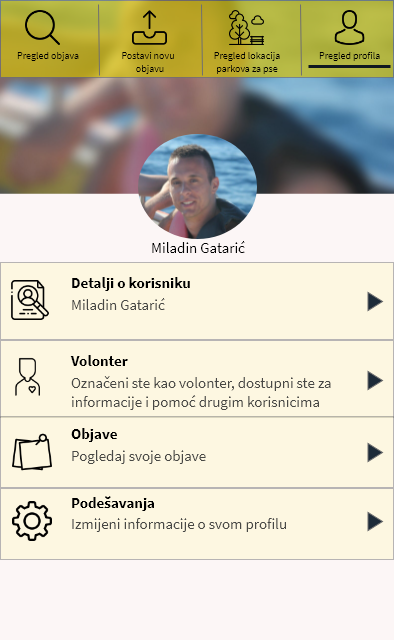 Pregled objava
Postavi novu
objavu
Pregled lokacija
parkova za pse
Pregled profila
Miladin Gatarić
Detalji o korisniku
Miladin Gatarić
Volonter
Označeni ste kao volonter, dostupni ste za
informacije i pomoć drugim korisnicima
Objave
Pogledaj svoje objave
Podešavanja
Izmijeni informacije o svom profilu